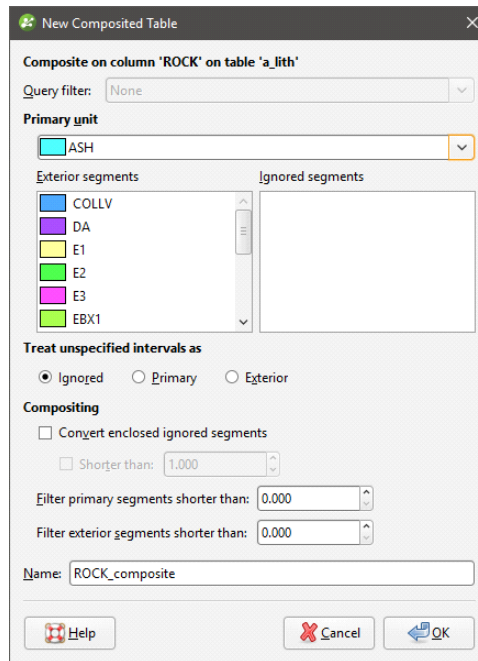 New Composited Table
Composite on column 'ROCK' on table 'a_lith'
Query filter: None
Primary unit
ASH
Exterior segments Ignored segments
COLLV
DA
E1
E2
E3
EBX1
Treat unspecified intervals as
Ignored Primary Exterior
Compositing
Convert enclosed ignored segments
Shorter than: 1.000
Filter primary segments shorter than: 0.000
Filter exterior segments shorter than: 0.000
Name: ROCK_composite
Help Cancel OK